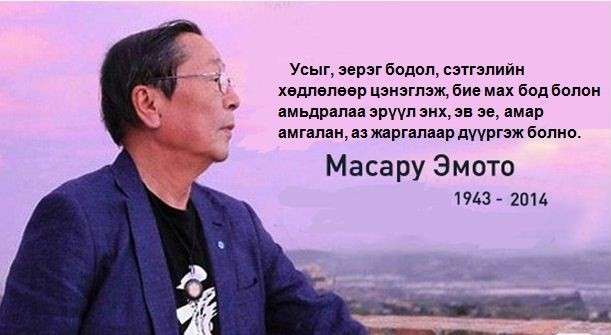 Усыг, эерэг бодол, сэтгэлийн
хөдлөлөөр цэнэглэж, бие мах бод болон
амьдралаа эрүүл энх, эв эе, амар
амгалан, аз жаргалаар дүүргэж болно.
Масару Эмото
1943 - 2014